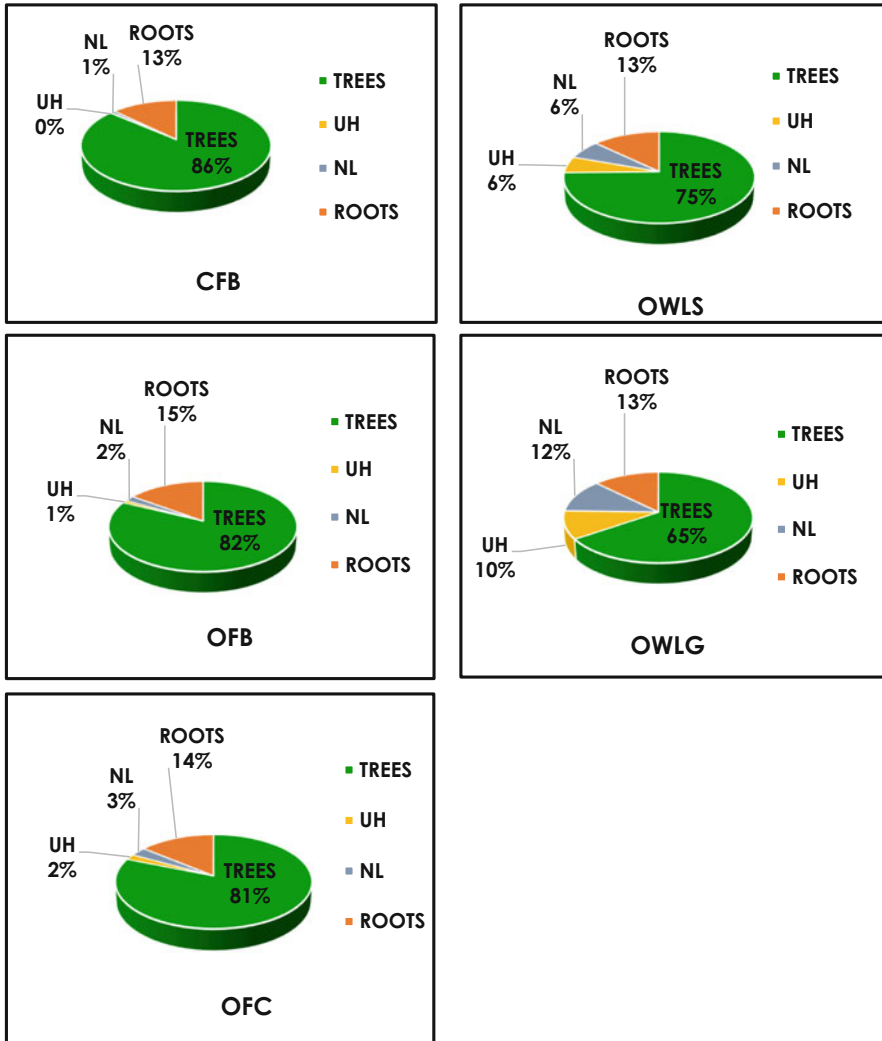 NL
1%
ROOTS
13%
UH
0%
TREES
86%
TREES
UH
NL
ROOTS
CFB
ROOTS
13%
NL
6%
UH
6%
TREES
75%
TREES
UH
NL
ROOTS
OWLS
ROOTS
15%
NL
2%
UH
1%
TREES
82%
TREES
UH
NL
ROOTS
OFB
ROOTS
13%
NL
12%
UH
10%
TREES
65%
TREES
UH
NL
ROOTS
OWLG
ROOTS
14%
NL
3%
UH
2%
TREES
81%
TREES
UH
NL
ROOTS
OFC